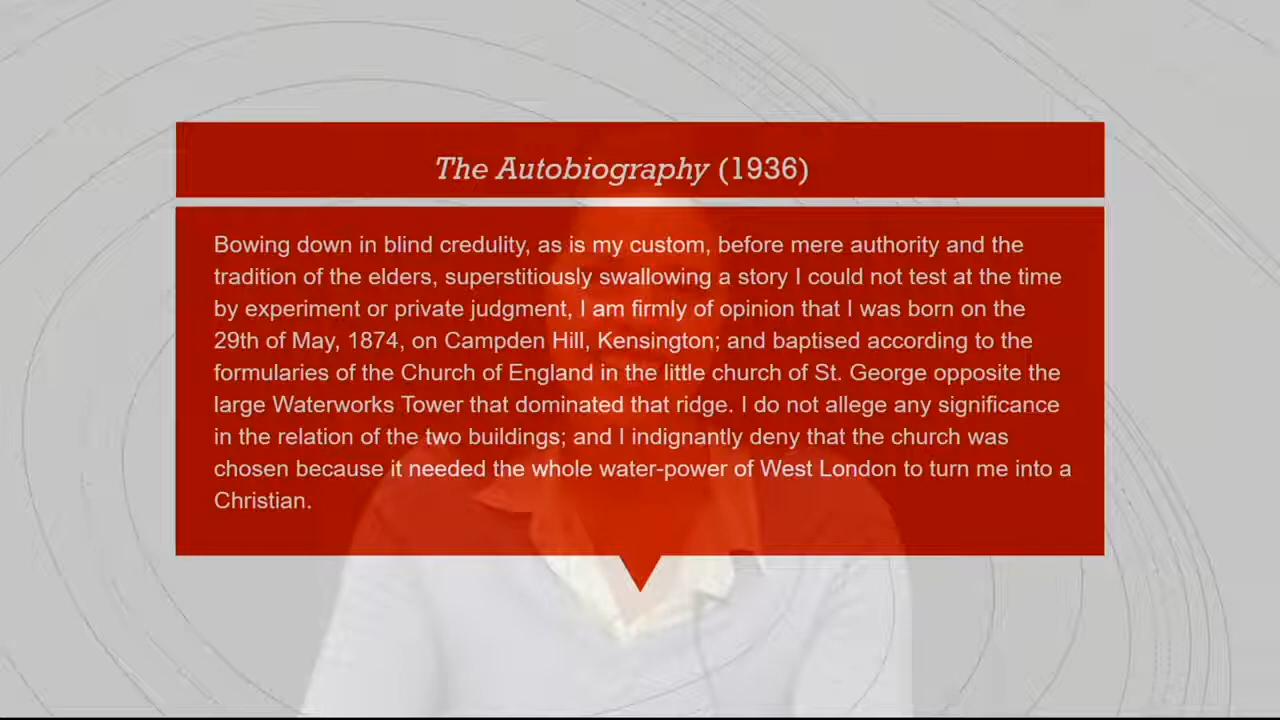 The Autobiography (1936)
Bowing down in blind credulity, as is my custom, before mere authority and the
tradition of the elders, superstitiously swallowing a story I could not test at the time
by experiment or private judgment, I am firmly of opinion that I was born on the
29th of May, 1874, on Campden Hill, Kensington; and baptised according to the
formularies of the Church of England in the little church of St. George opposite the
large Waterworks Tower that dominated that ridge. I do not allege any significance
in the relation of the two buildings; and I indignantly deny that the church was
chosen because it needed the whole water-power of West London to turn me into a
Christian.